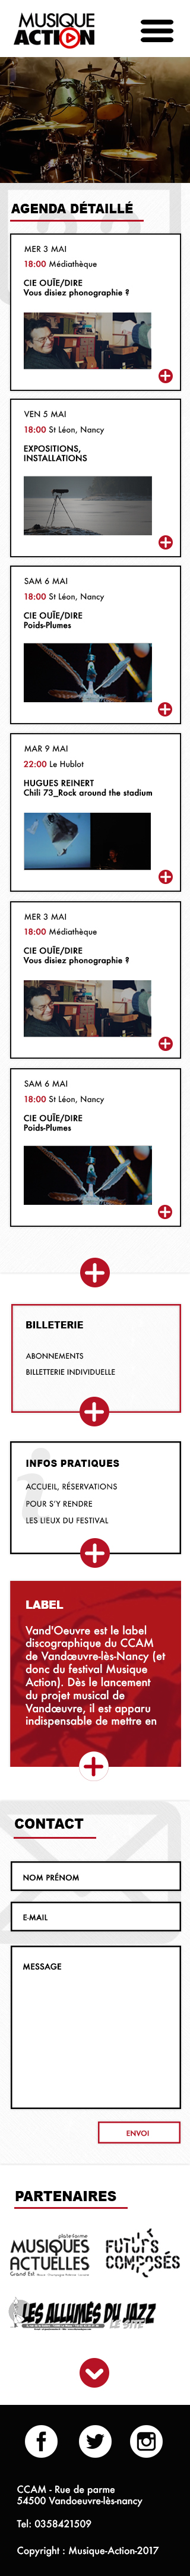 MUSIQUE
ACTION
AGENDA DÉTAILLÉ
MER 3 MAI
18:00 Médiathèque
CIE OUÏE/DIRE
Vous disiez phonographie ?
VEN 5 MAI
18:00 St Léon, Nancy
EXPOSITIONS,
INSTALLATIONS
SAM 6 MAI
18:00 St Léon, Nancy
CIE OUÏE/DIRE
Poids-Plumes
MAR 9 MAI
22:00 Le Hublot
HUGUES REINERT
Chili 73_Rock around the stadium
MER 3 MAI
18:00 Médiathèque
CIE OUÏE/DIRE
Vous disiez phonographie ?
SAM 6 MAI
18:00 St Léon, Nancy
CIE OUÏE/DIRE
Poids-Plumes
BILLETERIE
ABONNEMENTS
BILLETTERIE INDIVIDUELLE
INFOS PRATIQUES
ACCUEIL, RÉSERVATIONS
POUR S'Y RENDRE
LES LIEUX DU FESTIVAL
LABEL
Vand'Oeuvre est le label
discographique du CCAM
de Vandœuvre-lès-Nancy (et
donc du festival Musique
Action). Dès le lancement
du projet musical de
Vandœuvre, il est apparu
indispensable de mettre en
CONTACT
NOM PRÉNOM
E-MAIL
MESSAGE
ENVOI
PARTENAIRES
plateforme
MUSIQUES
ACTUELLES
Grand Est
FUTURS
COMPOSÉS
LES ALLUMÉS DU JAZZ
LE SITE
CCAM - Rue de parme
54500 Vandoeuvre-lès-nancy
Tel: 0358421509
Copyright : Musique-Action-2017